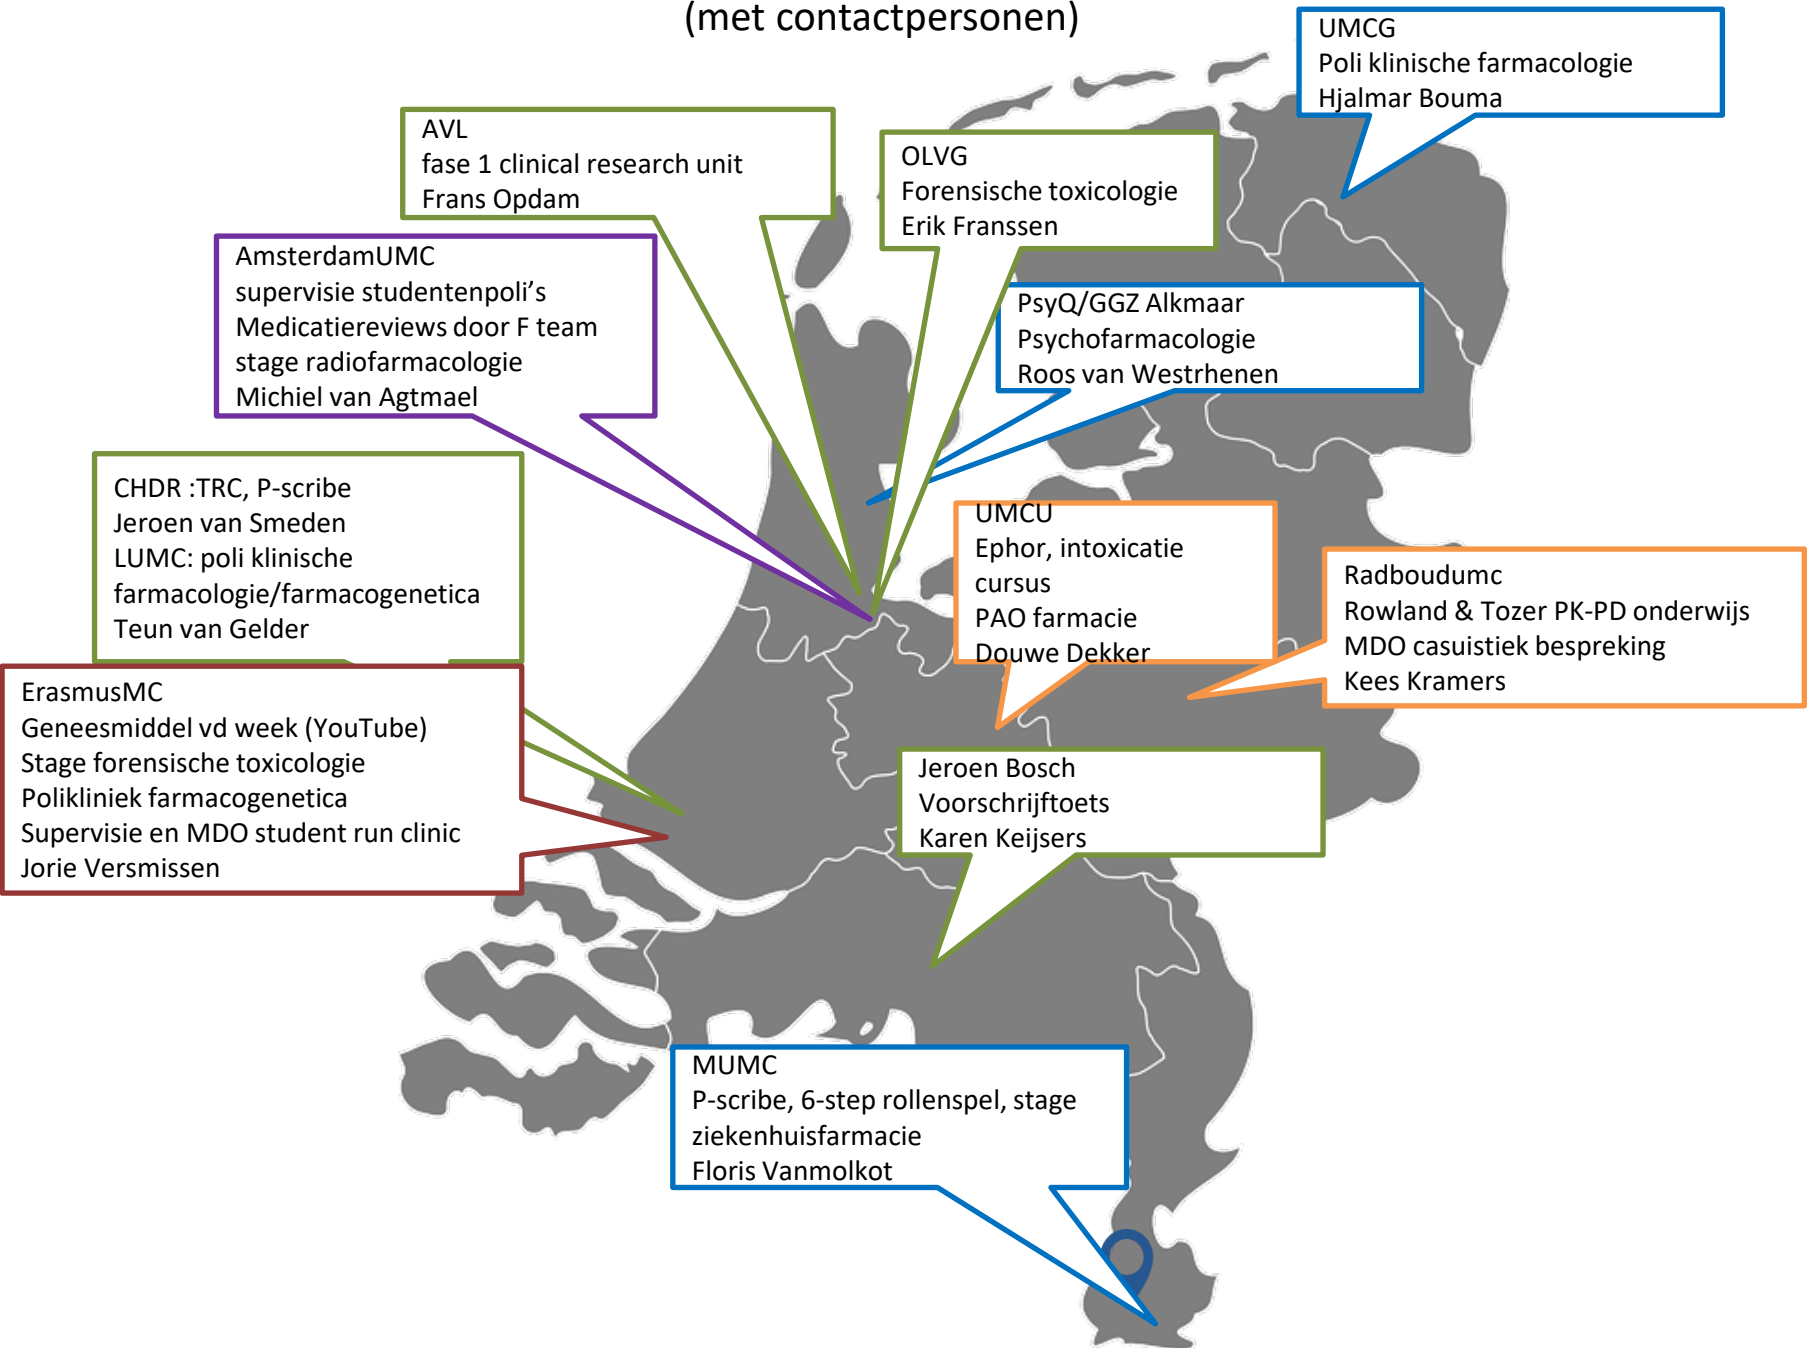 (met contactpersonen)
UMCG
Poli klinische farmacologie
Hjalmar Bouma
AVL
fase 1 clinical research unit
Frans Opdam
OLVG
Forensische toxicologie
Erik Franssen
AmsterdamUMC
supervisie studentenpoli’s
Medicatiereviews door F team
stage radiofarmacologie
Michiel van Agtmael
PsyQ/GGZ Alkmaar
Psychofarmacologie
Roos van Westrhenen
CHDR :TRC, P-scribe
Jeroen van Smeden
LUMC: poli klinische
farmacologie/farmacogenetica
Teun van Gelder
UMCU
Ephor, intoxicatie
cursus
PAO farmacie
Douwe Dekker
Radboudumc
Rowland & Tozer PK-PD onderwijs
MDO casuistiek bespreking
Kees Kramers
ErasmusMC
Geneesmiddel vd week (YouTube)
Stage forensische toxicologie
Polikliniek farmacogenetica
Supervisie en MDO student run clinic
Jorie Versmissen
Jeroen Bosch
Voorschrijftoets
Karen Keijsers
MUMC
P-scribe, 6-step rollenspel, stage
ziekenhuisfarmacie
Floris Vanmolkot